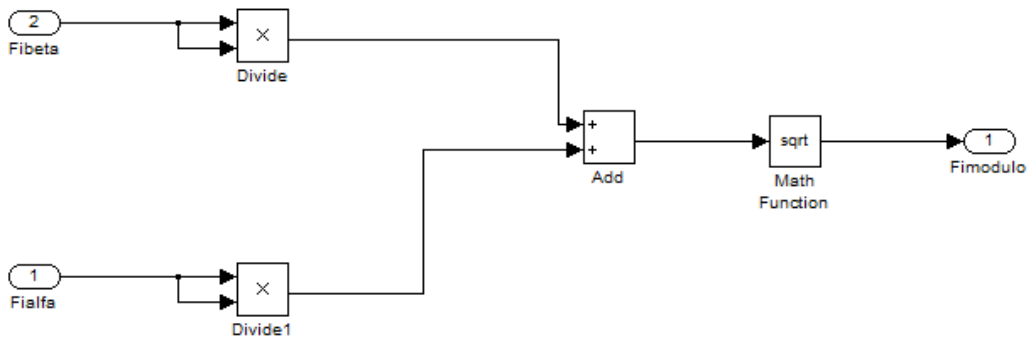 2
Fibeta
×
Divide
+
+
Add
sqrt
Math
Function
1
Fimodulo
1
Fialfa
×
Divide1